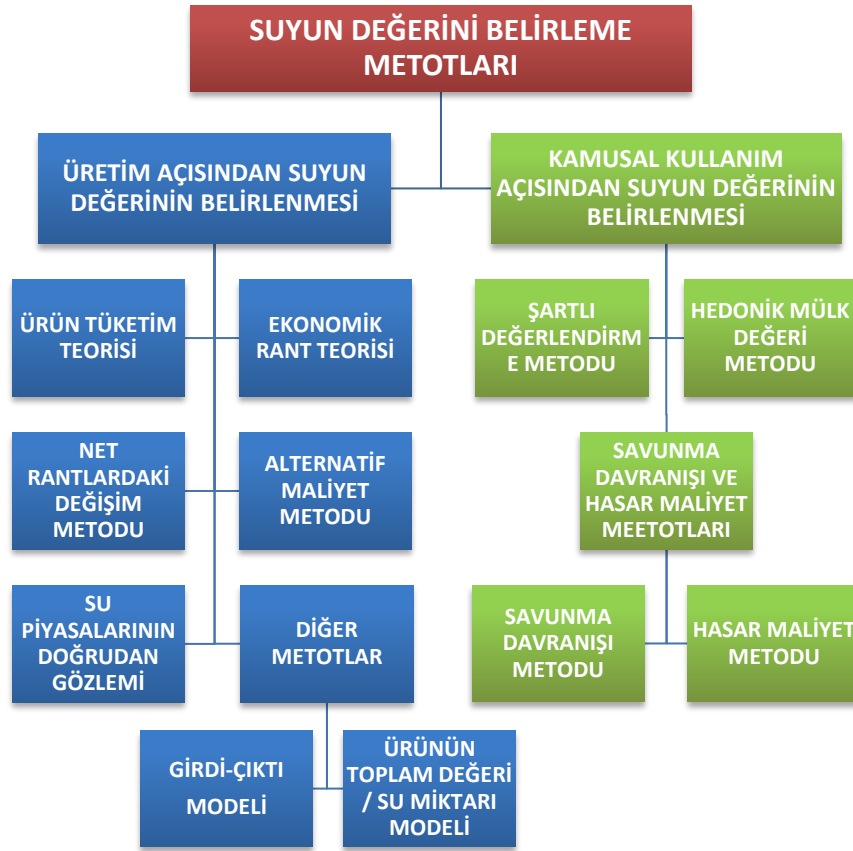 SUYUN DEĞERİNİ BELİRLEME
METOTLARI
ÜRETİM AÇISINDAN SUYUN
DEĞERİNİN BELİRLENMESİ
KAMUSAL KULLANIM
AÇISINDAN SUYUN DEĞERİNİN
BELİRLENMESİ
ÜRÜN TÜKETİM
TEORİSİ
EKONOMİK
RANT TEORİSİ
ŞARTLI
DEĞERLENDİRM
E METODU
HEDONİK MÜLK
DEĞERİ
METODU
NET
RANTLARDAKİ
DEĞİŞİM
METODU
ALTERNATİF
MALİYET
METODU
SAVUNMA
DAVRANIŞI VE
HASAR MALİYET
MEETOTLARI
SU
PİYASALARININ
DOĞRUDAN
GÖZLEMİ
DİĞER
METOTLAR
SAVUNMA
DAVRANIŞI
METODU
HASAR MALİYET
METODU
GİRDİ-ÇIKTI
MODELİ
ÜRÜNÜN
TOPLAM DEĞERİ
/ SU MİKTARI
MODELİ